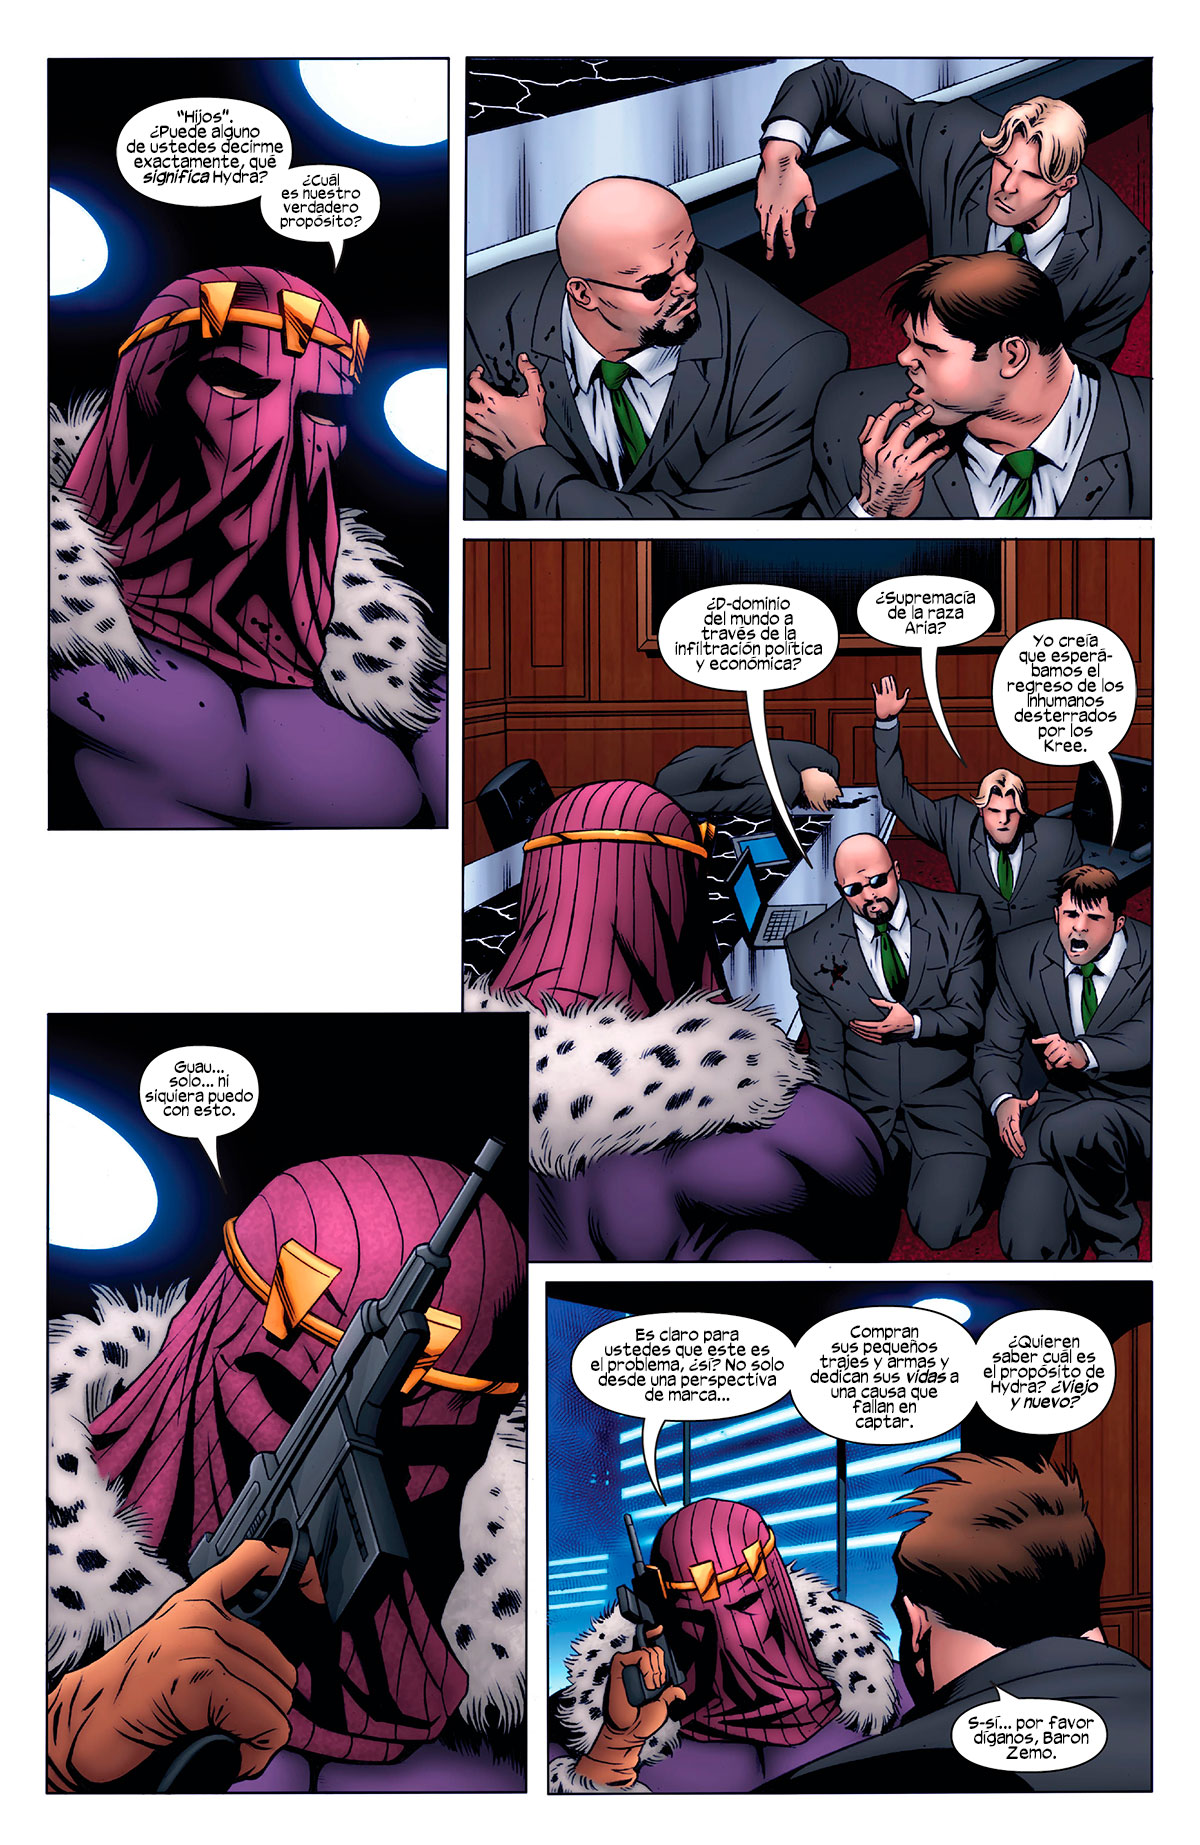 "Hijos".
¿Puede alguno
de ustedes decirme
exactamente, qué
significa Hydra?
¿Cuál
es nuestro
verdadero
propósito?
¿D-dominio
del mundo a
través de la
infiltración política
y económica?
¿Supremacía
de la raza
Aria?
Yo creía
que esperá-
bamos el
regreso de los
Inhumanos
desterrados
por los
Kree.
Guau...
solo... ni
siquiera puedo
con esto.
Es claro para
ustedes que este es
el problema, ¿sí? No solo
desde una perspectiva
de marca...
Compran
sus pequeños
trajes y armas y
dedican sus vidas a
una causa que
fallan en
captar.
¿Quieren
saber cuál es
el propósito de
Hydra? ¿Viejo
y nuevo?
S-sí... por favor
díganos, Baron
Zemo.